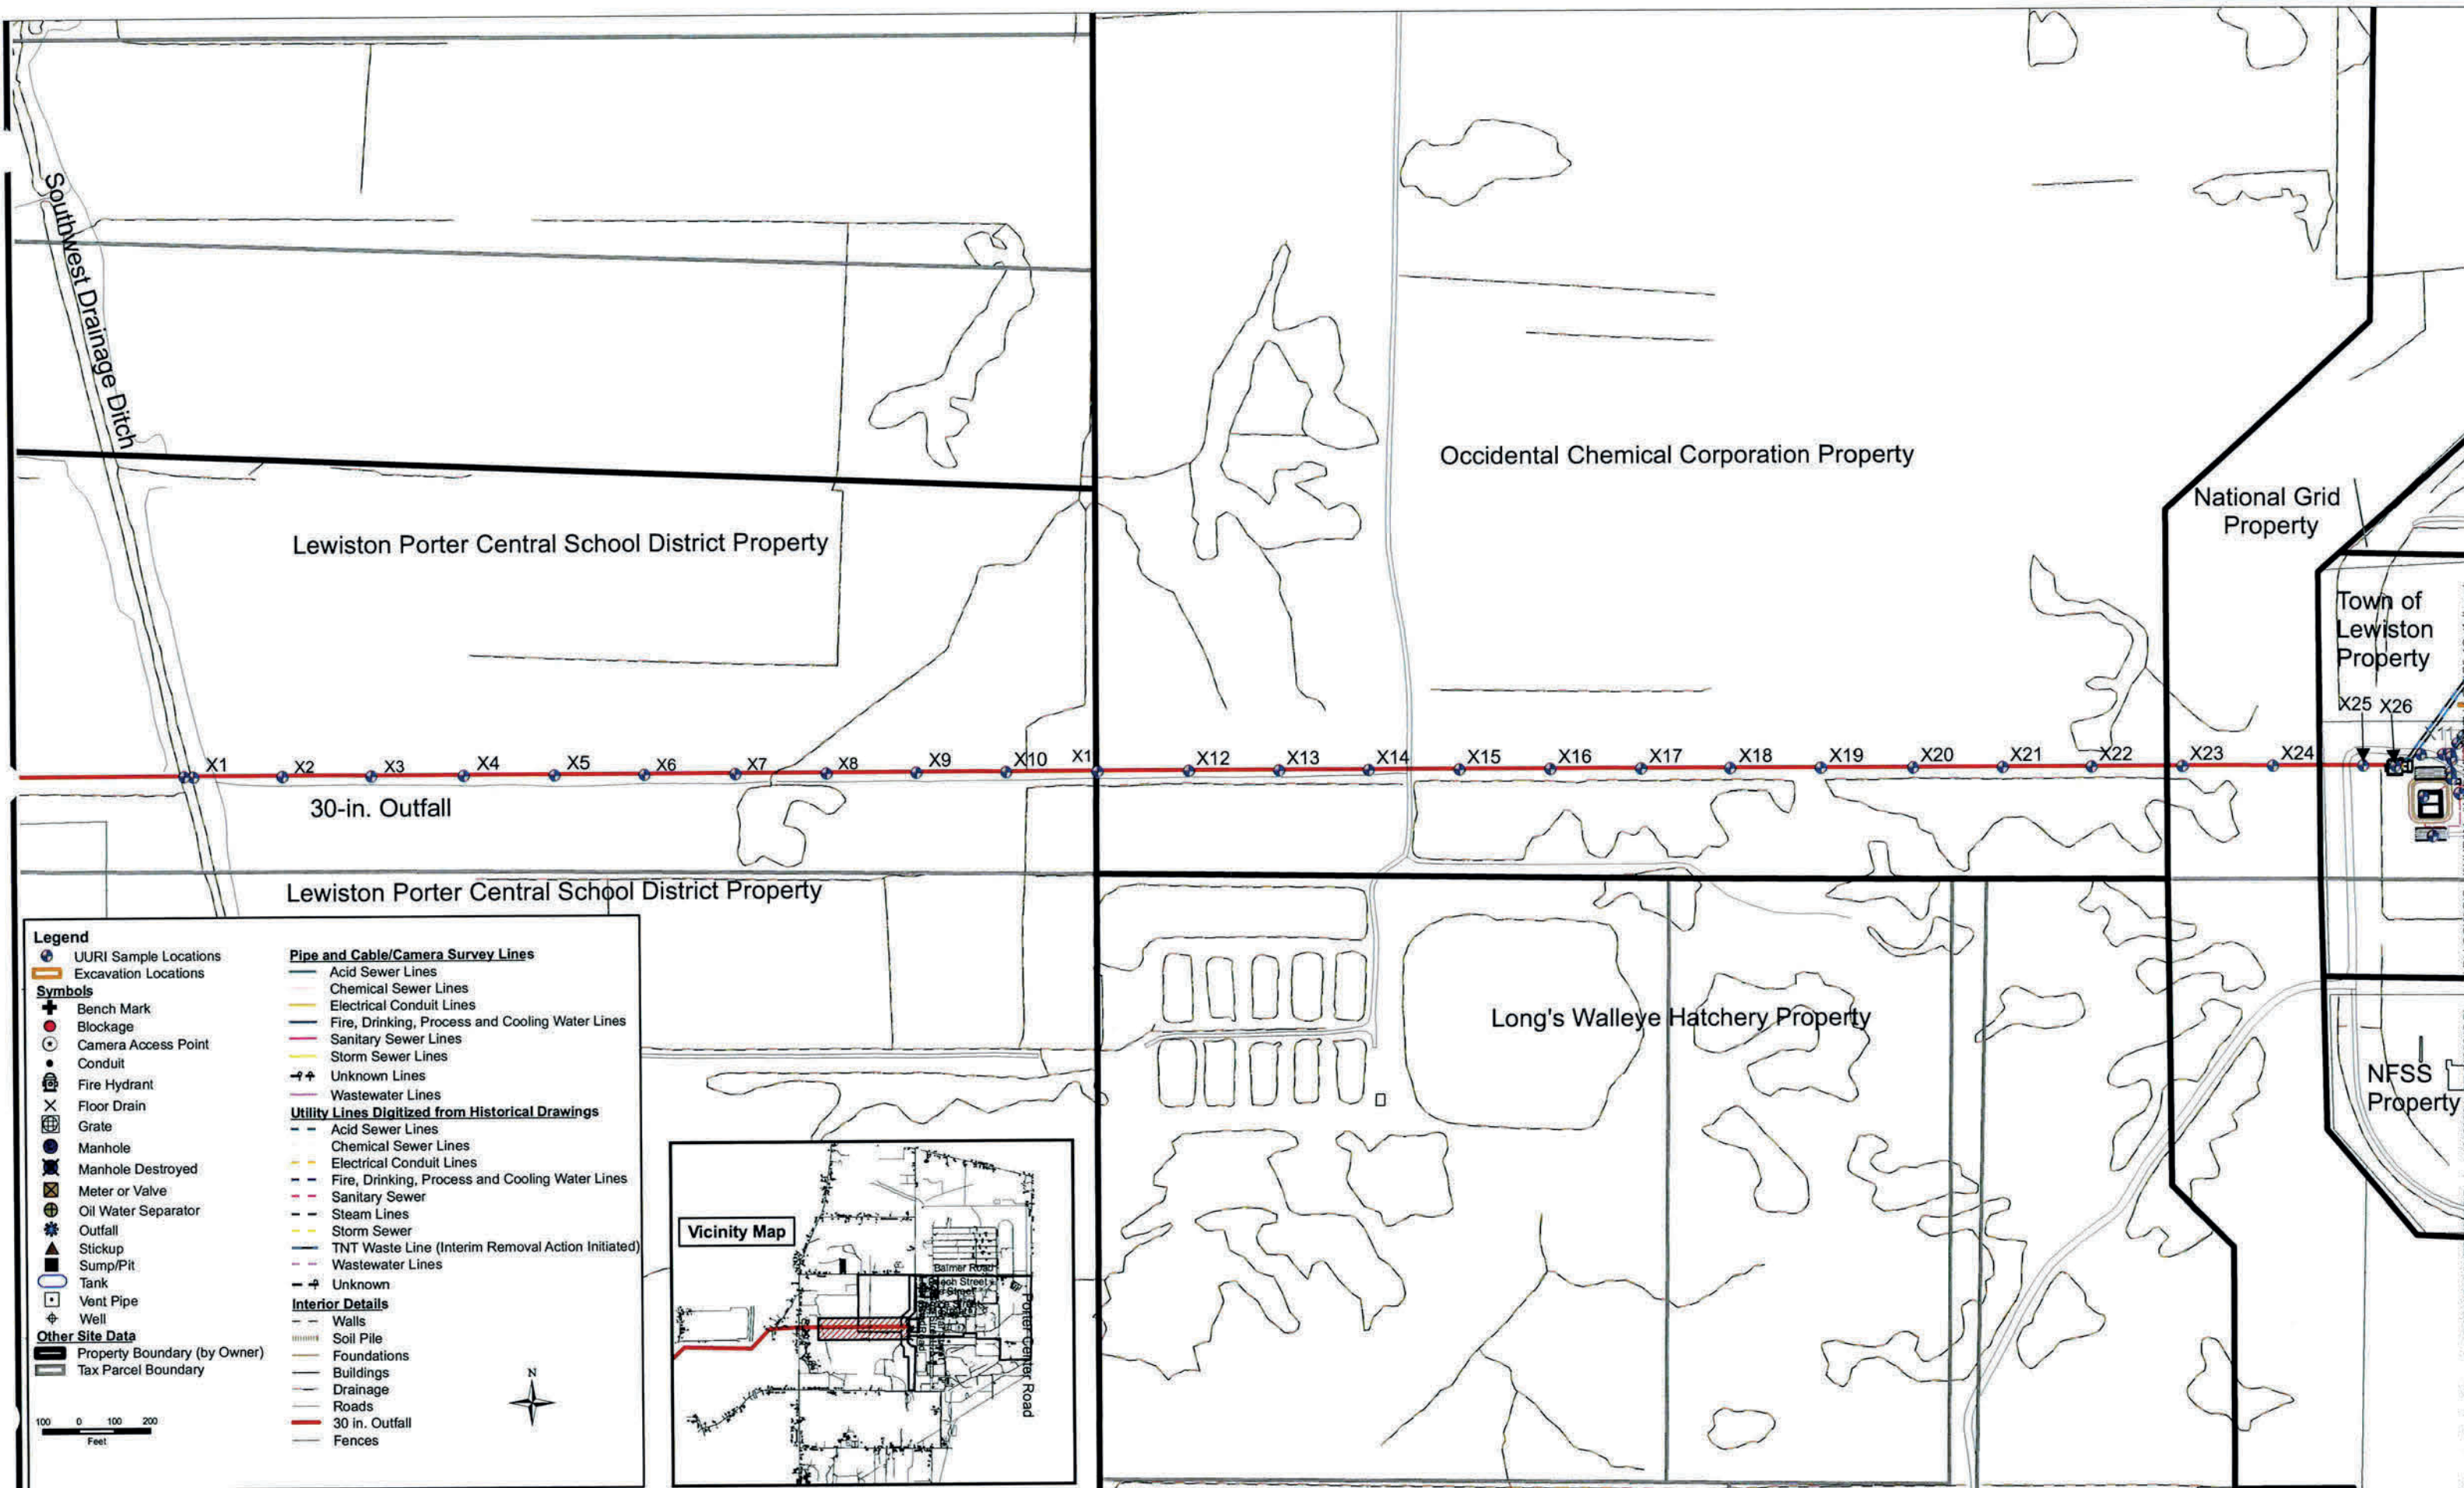 Southwest Drainage Ditch
Occidental Chemical Corporation Property
National Grid
Property
Lewiston Porter Central School District Property
Town of
Lewiston
Property
X25 X26
X1 X2 X3 X4 X5 X6 X7 X8 X9 X10 X1 X12 X13 X14 X15 X16 X17 X18 X19 X20 X21 X22 X23 X24
30-in. Outfall
Lewiston Porter Central School District Property
Long's Walleye Hatchery Property
NFSS
Property
Legend
UURI Sample Locations
Excavation Locations
Symbols
Bench Mark
Blockage
Camera Access Point
Conduit
Fire Hydrant
Floor Drain
Grate
Manhole
Manhole Destroyed
Meter or Valve
Oil Water Separator
Outfall
Stickup
Sump/Pit
Tank
Vent Pipe
Well
Other Site Data
Property Boundary (by Owner)
Tax Parcel Boundary
100 0 100 200
Feet
Pipe and Cable/Camera Survey Lines
Acid Sewer Lines
Chemical Sewer Lines
Electrical Conduit Lines
Fire, Drinking, Process and Cooling Water Lines
Sanitary Sewer Lines
Storm Sewer Lines
Unknown Lines
Wastewater Lines
Utility Lines Digitized from Historical Drawings
Acid Sewer Lines
Chemical Sewer Lines
Electrical Conduit Lines
Fire, Drinking, Process and Cooling Water Lines
Sanitary Sewer
Steam Lines
Storm Sewer
TNT Waste Line (Interim Removal Action Initiated)
Wastewater Lines
Unknown
Interior Details
Walls
Soil Pile
Foundations
Buildings
Drainage
Roads
30 in. Outfall
Fences
N
Vicinity Map
Balmer Road
Street
Porter Center Road